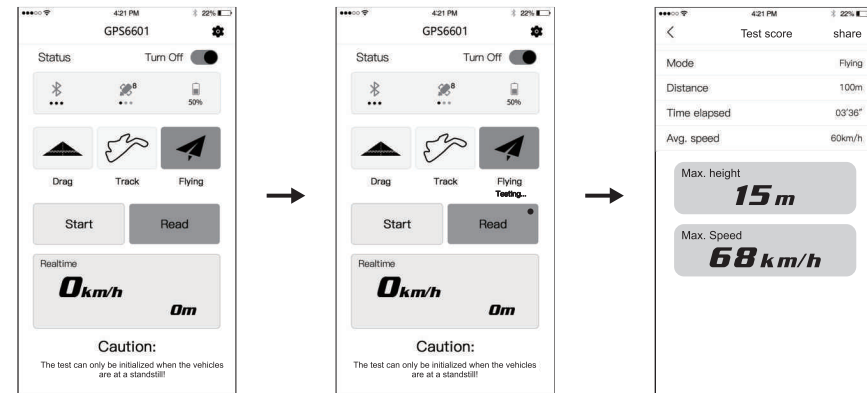 4:21 PM
22%
GPS6601
Status
Turn Off
8
50%
Drag
Track
Flying
Start
Read
Realtime
0km/h
0m
Caution:
The test can only be initialized when the vehicles
are at a standstill!
4:21 PM
22%
GPS6601
Status
Turn Off
8
50%
Drag
Track
Flying
Testing...
Start
Read
Realtime
0km/h
0m
Caution:
The test can only be initialized when the vehicles
are at a standstill!
4:21 PM
22%
Test score
share
Mode
Flying
Distance
100m
Time elapsed
03'36"
Avg. speed
60km/h
Max. height
15 m
Max. Speed
68 km/h